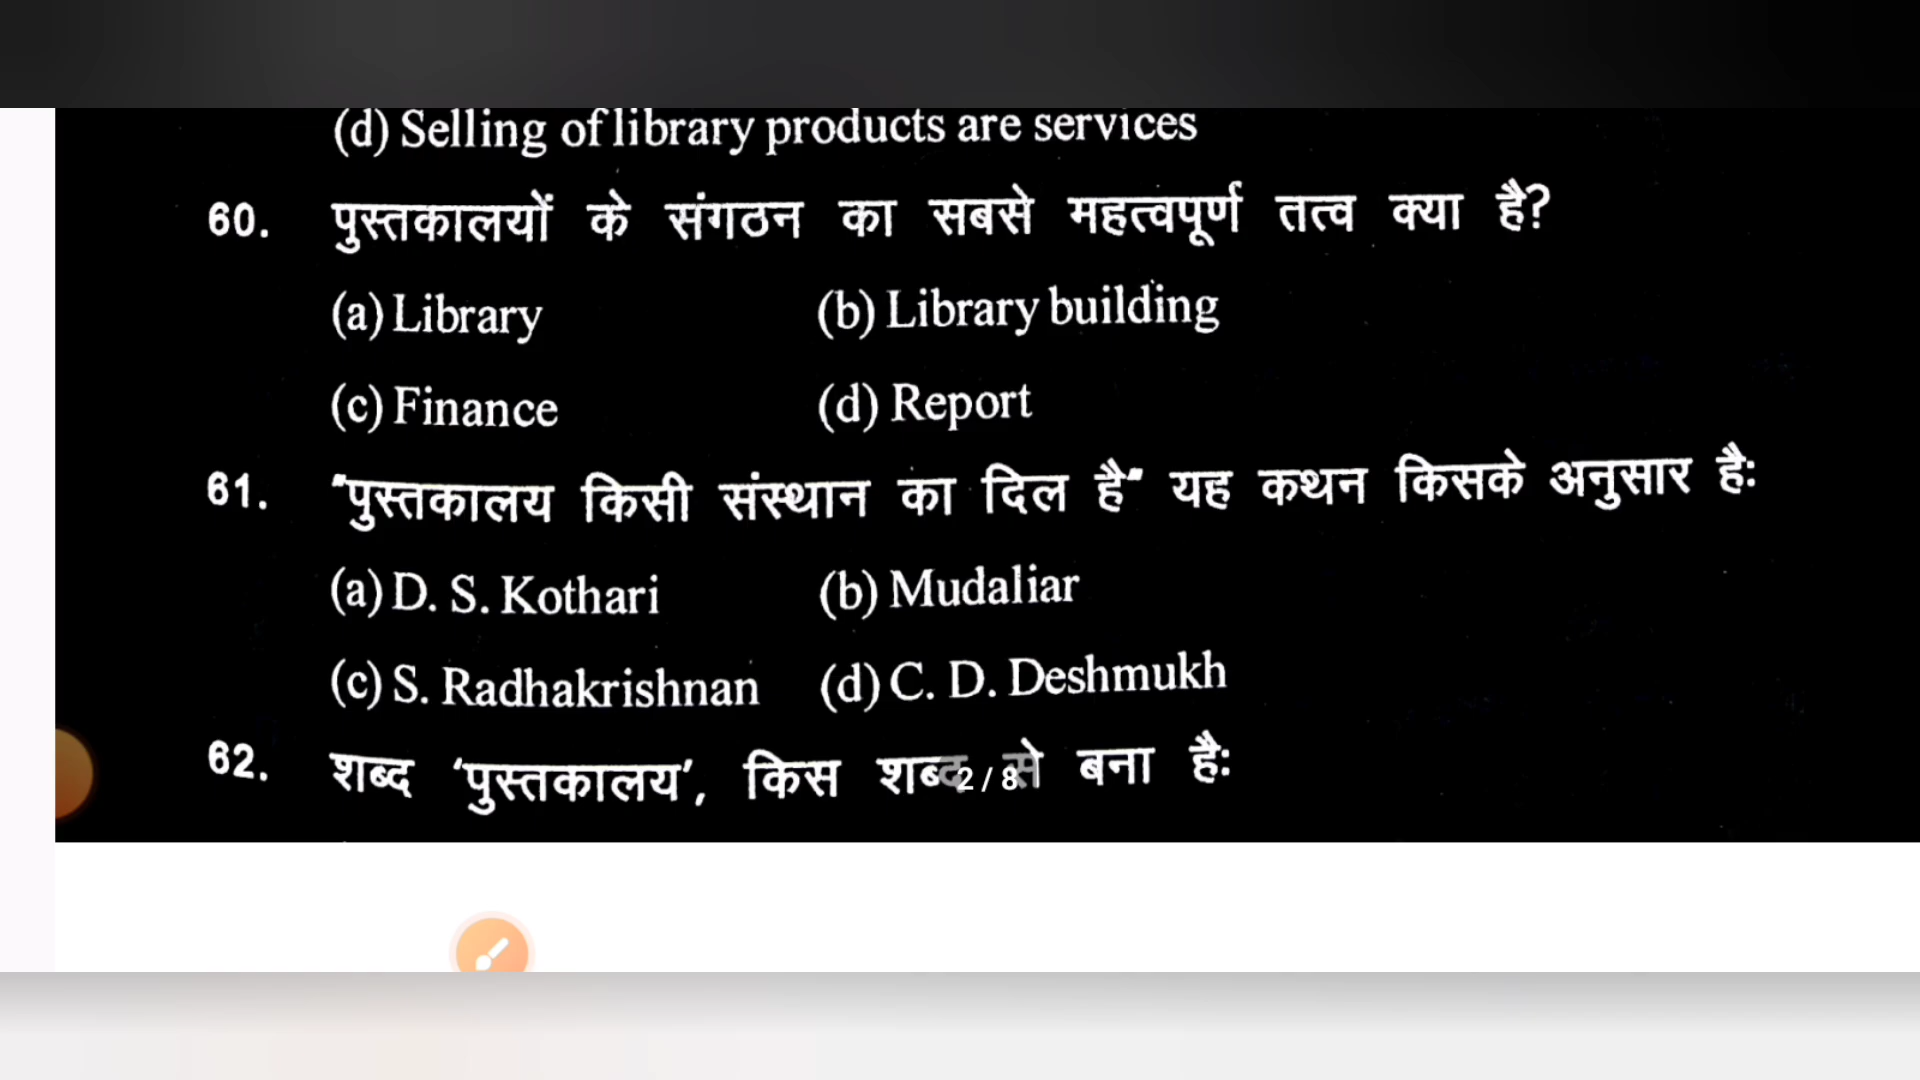 (d) Selling of library products are services
60. पुस्तकालयों के संगठन का सबसे महत्वपूर्ण तत्व क्या है?
(a) Library (b) Library building
(c) Finance (d) Report
61. "पुस्तकालय किसी संस्थान का दिल है" यह कथन किसके अनुसार है:
(a) D. S. Kothari (b) Mudaliar
(c) S. Radhakrishnan (d) C. D. Deshmukh
62. शब्द 'पुस्तकालय', किस शब्द से बना है:
2 / 8